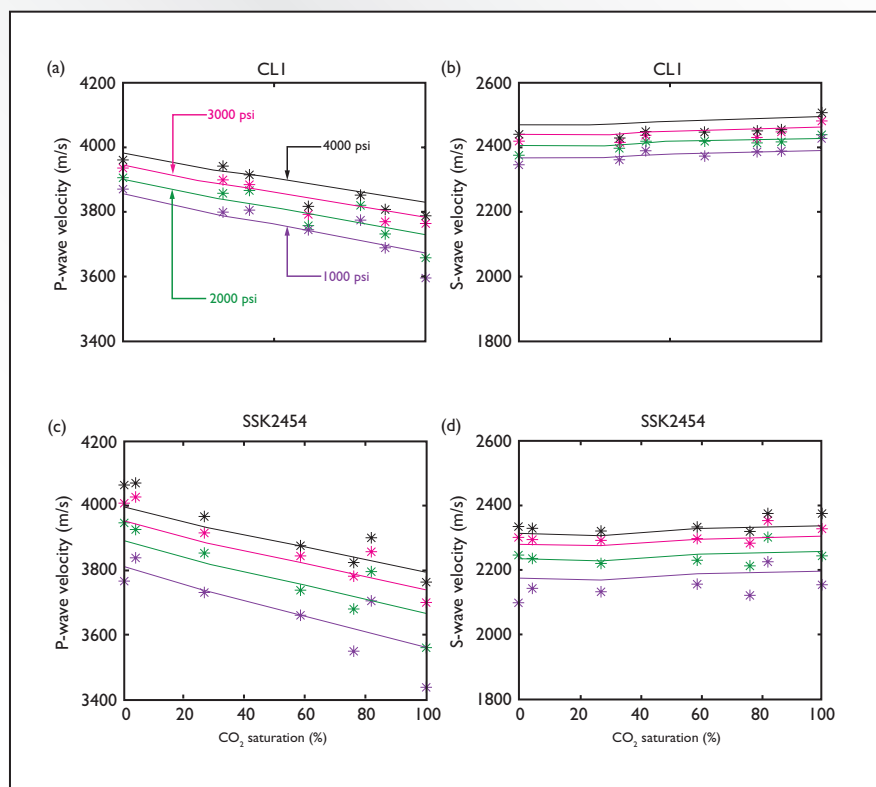 (a) CL1
4200
4000
3800
3600
3400
P-wave velocity (m/s)
3000 psi
4000 psi
2000 psi
1000 psi
(b) CL1
2600
2400
2200
2000
1800
S-wave velocity (m/s)
(c) SSK2454
4200
4000
3800
3600
3400
P-wave velocity (m/s)
0 20 40 60 80 100
CO₂ saturation (%)
(d) SSK2454
2600
2400
2200
2000
1800
S-wave velocity (m/s)
0 20 40 60 80 100
CO₂ saturation (%)